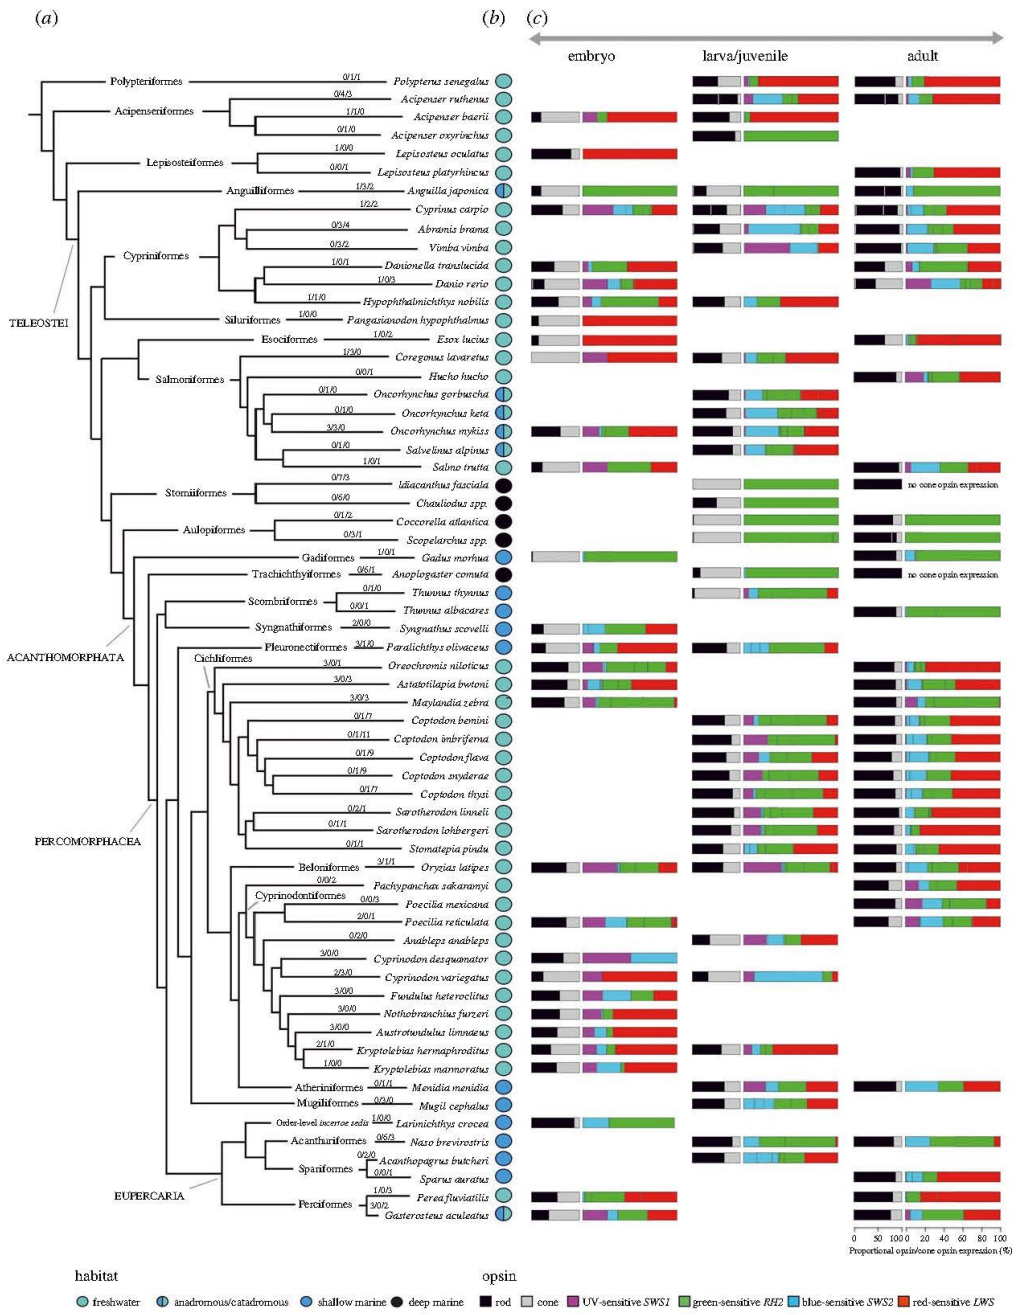 (a) (b) (c)
embryo larva/juvenile adult
Polypteriformes 0/1/1 Polypterus senegalus
0/4/3 Acipenser ruthenus
Acipenseriformes 1/1/0 Acipenser baerii
0/1/0 Acipenser oxyrinchus
1/0/0 Lepisosteus oculatus
Lepisosteiformes 0/0/1 Lepisosteus platyrhincus
Anguilliformes 1/3/2 Anguilla japonica
1/2/2 Cyprinus carpio
0/3/4 Abramis brama
0/3/2 Vimba vimba
Cypriniformes
1/0/1 Danionella translucida
1/0/3 Danio rerio
1/1/0 Hypophthalmichthys nobilis
TELEOSTEI
Siluriformes 1/0/0 Pangasianodon hypophthalmus
Esociformes 1/0/2 Esox lucius
1/3/0 Coregonus lavaretus
Salmoniformes 0/0/1 Hucho hucho
0/1/0 Oncorhynchus gorbuscha
0/1/0 Oncorhynchus keta
3/3/0 Oncorhynchus mykiss
0/1/0 Salvelinus alpinus
1/0/1 Salmo trutta
0/7/3 Idiacanthus fasciala no cone opsin expression
Stomiiformes
0/6/0 Chauliodus spp.
0/1/2 Coccorella atlantica
Aulopiformes
0/3/1 Scopelarchus spp.
Gadiformes 1/0/1 Gadus morhua
Trachichthyiformes 0/6/1 Anoplogaster cornuta no cone opsin expression
0/1/0 Thunnus thynnus
Scombriformes
0/0/1 Thunnus albacares
Syngnathiformes 2/0/0 Syngnathus scovelli
Pleuronectiformes 3/1/0 Paralichthys olivaceus
ACANTHOMORPHATA
Cichliformes
3/0/1 Oreochromis niloticus
3/0/3 Astatotilapia bwtoni
3/0/3 Maylandia zebra
0/1/7 Coptodon bemini
0/1/11 Coptodon imbriferna
0/1/9 Coptodon flava
0/1/9 Coptodon snyderae
0/1/7 Coptodon thysi
0/2/1 Sarotherodon linneli
0/1/1 Sarotherodon lohbergeri
PERCOMORPHACEA
0/1/1 Stomatepia pindu
Beloniformes 3/1/1 Oryzias latipes
0/0/2 Pachypanchax sakaramyi
Cyprinodontiformes
0/0/3 Poecilia mexicana
2/0/1 Poecilia reticulata
0/2/0 Anableps anableps
3/0/0 Cyprinodon desquamator
2/3/0 Cyprinodon variegatus
3/0/0 Fundulus heteroclitus
3/0/0 Nothobranchius furzeri
3/0/0 Austrofundulus limnaeus
2/1/0 Kryptolebias hermaphroditus
1/0/0 Kryptolebias marmoratus
Atheriniformes 0/1/1 Menidia menidia
Mugiliformes 0/3/0 Mugil cephalus
Order-level incertae sedis 1/0/0 Larimichthys crocea
Acanthuriformes 0/6/3 Naso brevirostris
0/2/0 Acanthopagrus butcheri
Spariformes
0/0/1 Sparus auratus
EUPERCARIA
1/0/3 Perea fluviatilis
Perciformes
3/0/2 Gasterosteus aculeatus
0 50 100 0 20 40 60 80 100
Proportional opsin/cone opsin expression (%)
habitat opsin
freshwater anadromous/catadromous shallow marine deep marine rod cone UV-sensitive SWS1 green-sensitive RH2 blue-sensitive SWS2 red-sensitive LWS